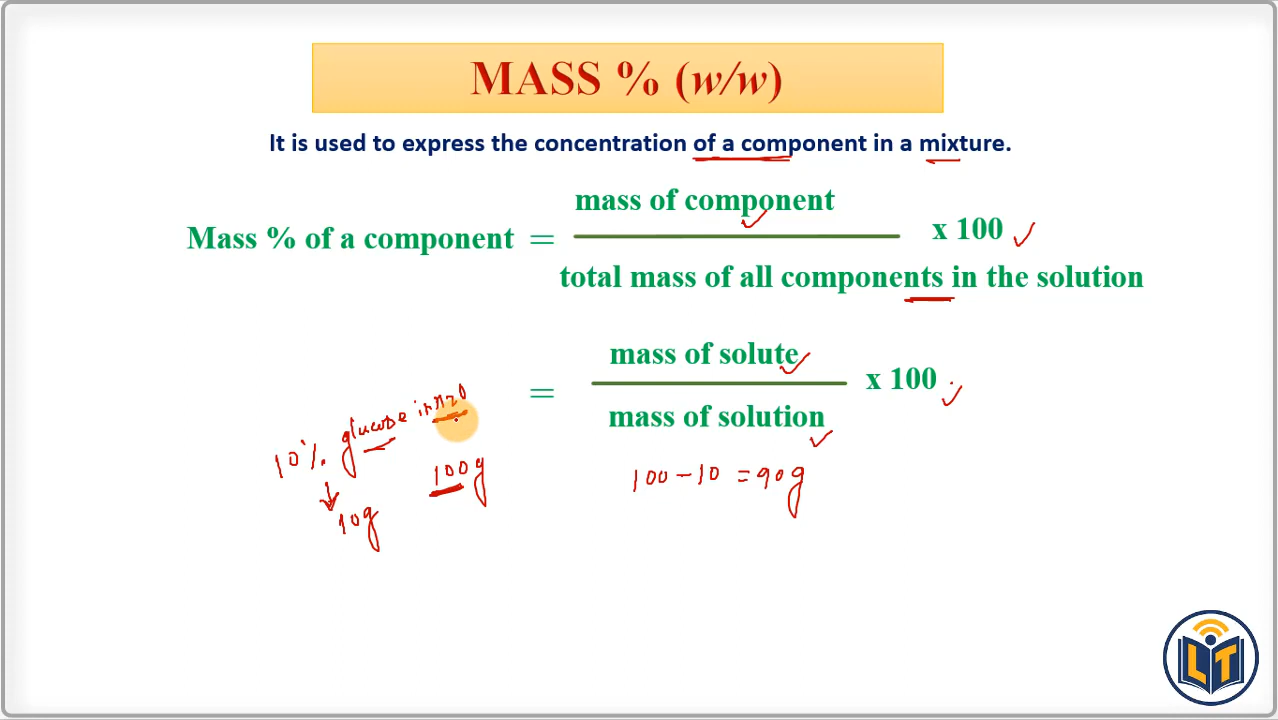 MASS % (w/w)
It is used to express the concentration of a component in a mixture.
mass of component
Mass % of a component = x 100
total mass of all components in the solution
mass of solute
= x 100
mass of solution
10% glucose in H2O
100g
100 - 10 = 90g
10g
LT